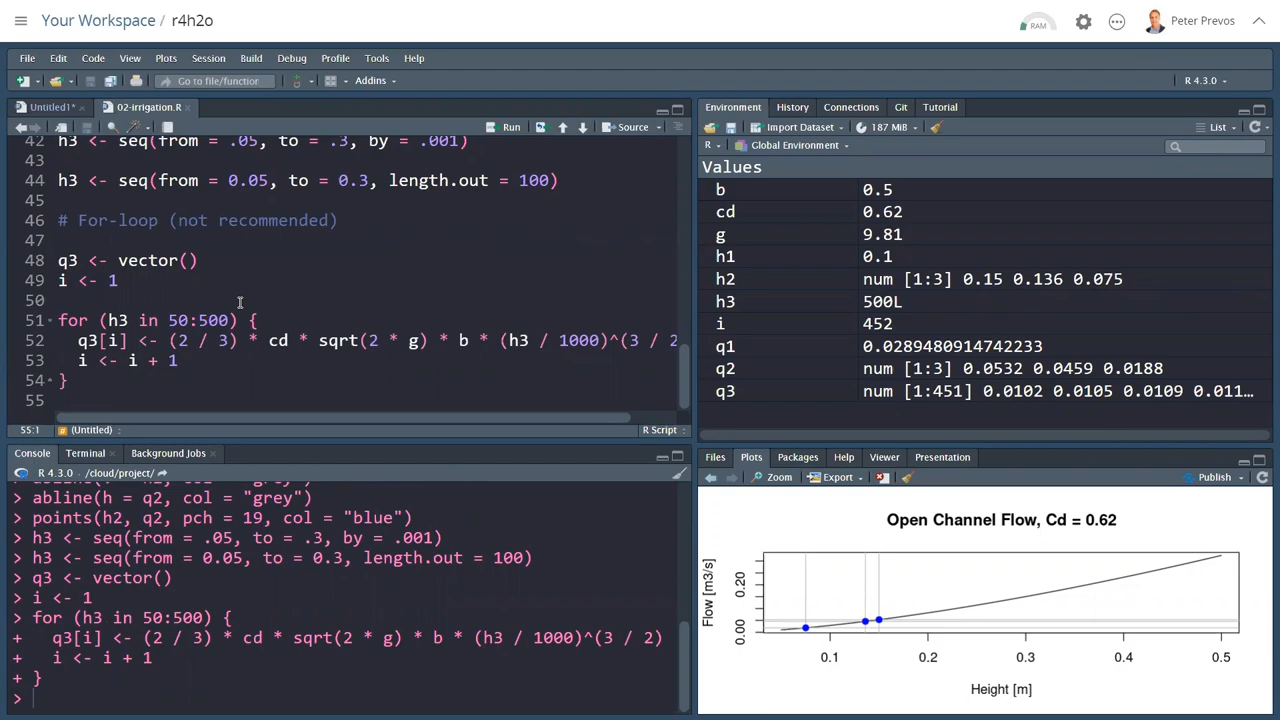 Your Workspace / r4h2o
RAM
Peter Prevos
File Edit Code View Plots Session Build Debug Profile Tools Help
Go to file/function
Addins
R 4.3.0
Untitled1*
02-irrigation.R
Run
Source
42 h3 <- seq(from = .05, to = .3, by = .001)
43
44 h3 <- seq(from = 0.05, to = 0.3, length.out = 100)
45
46 # For-loop (not recommended)
47
48 q3 <- vector()
49 i <- 1
50
51 for (h3 in 50:500) {
52 q3[i] <- (2 / 3) * cd * sqrt(2 * g) * b * (h3 / 1000)^(3 / 2
53 i <- i + 1
54 }
55
55:1
(Untitled)
R Script
Console Terminal Background Jobs
R 4.3.0 . /cloud/project/
> abline(h = q2, col = "grey")
> points(h2, q2, pch = 19, col = "blue")
> h3 <- seq(from = .05, to = .3, by = .001)
> h3 <- seq(from = 0.05, to = 0.3, length.out = 100)
> q3 <- vector()
> i <- 1
> for (h3 in 50:500) {
+ q3[i] <- (2 / 3) * cd * sqrt(2 * g) * b * (h3 / 1000)^(3 / 2)
+ i <- i + 1
+ }
>
Environment History Connections Git Tutorial
Import Dataset
187 MiB
List
R
Global Environment
Values
b 0.5
cd 0.62
g 9.81
h1 0.1
h2 num [1:3] 0.15 0.136 0.075
h3 500L
i 452
q1 0.0289480914742233
q2 num [1:3] 0.0532 0.0459 0.0188
q3 num [1:451] 0.0102 0.0105 0.0109 0.011…
Files Plots Packages Help Viewer Presentation
Zoom
Export
Publish
Open Channel Flow, Cd = 0.62
Flow [m3/s]
0.20
0.00
0.1 0.2 0.3 0.4 0.5
Height [m]